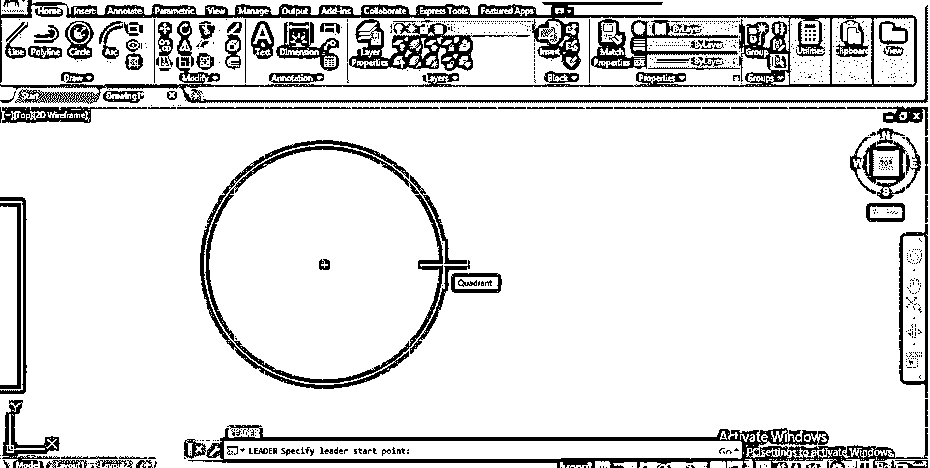 Home Insert Annotate Parametric View Manage Output Add-ins Collaborate Express Tools Featured Apps
Line Polyline Circle Arc Text Dimension Layer Properties Insert Match Properties ByLayer Group Utilities Clipboard View
ByLayer
ByLayer
Draw Modify Annotation Layers Block Properties Groups
Start Drawing1*
[-][Top][2D Wireframe]
N
W TOP E
S
Quadrant
Y
X
LEADER
LEADER Specify leader start point:
Activate Windows
Go to PC settings to activate Windows.
Model